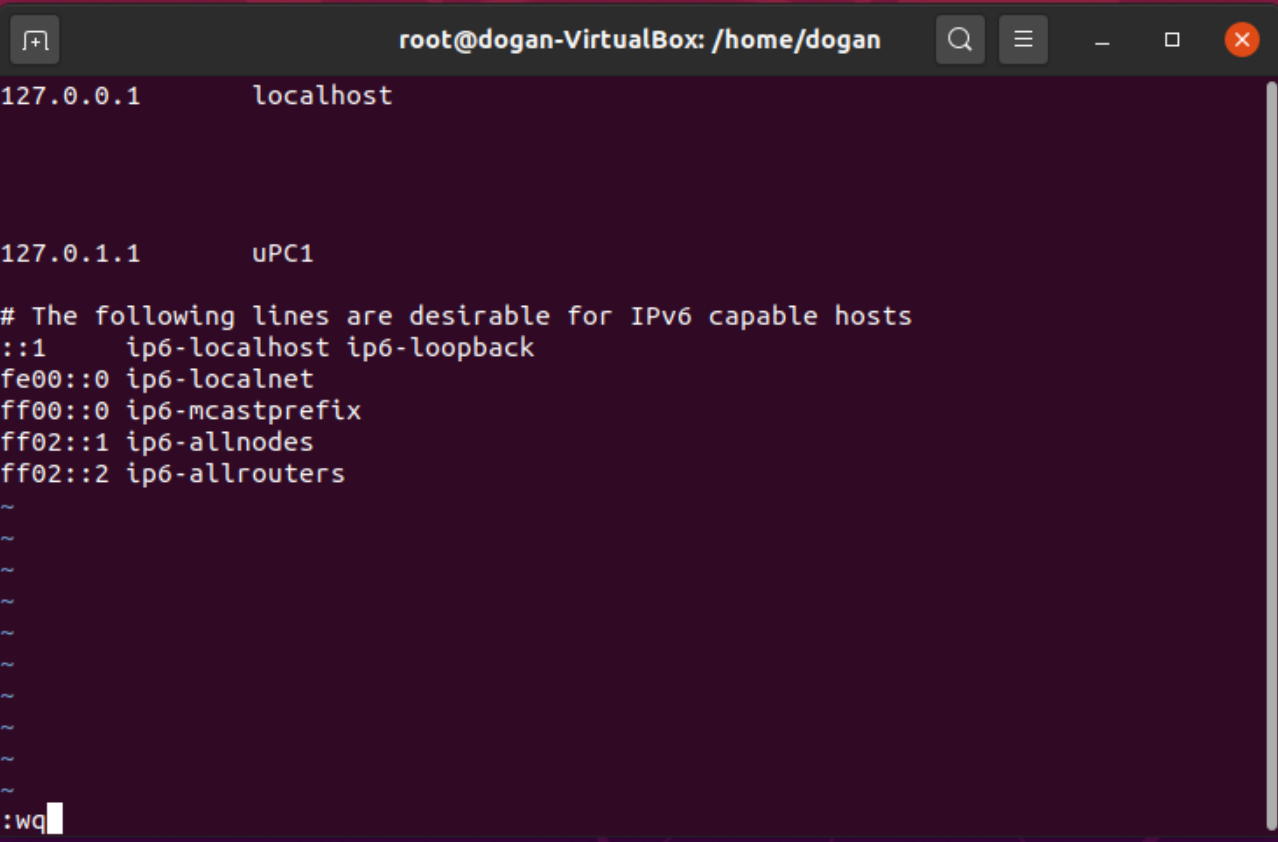 root@dogan-VirtualBox: /home/dogan
127.0.0.1       localhost
127.0.1.1       uPC1
# The following lines are desirable for IPv6 capable hosts
::1     ip6-localhost ip6-loopback
fe00::0 ip6-localnet
ff00::0 ip6-mcastprefix
ff02::1 ip6-allnodes
ff02::2 ip6-allrouters
~
~
~
~
~
~
~
~
~
~
:wq